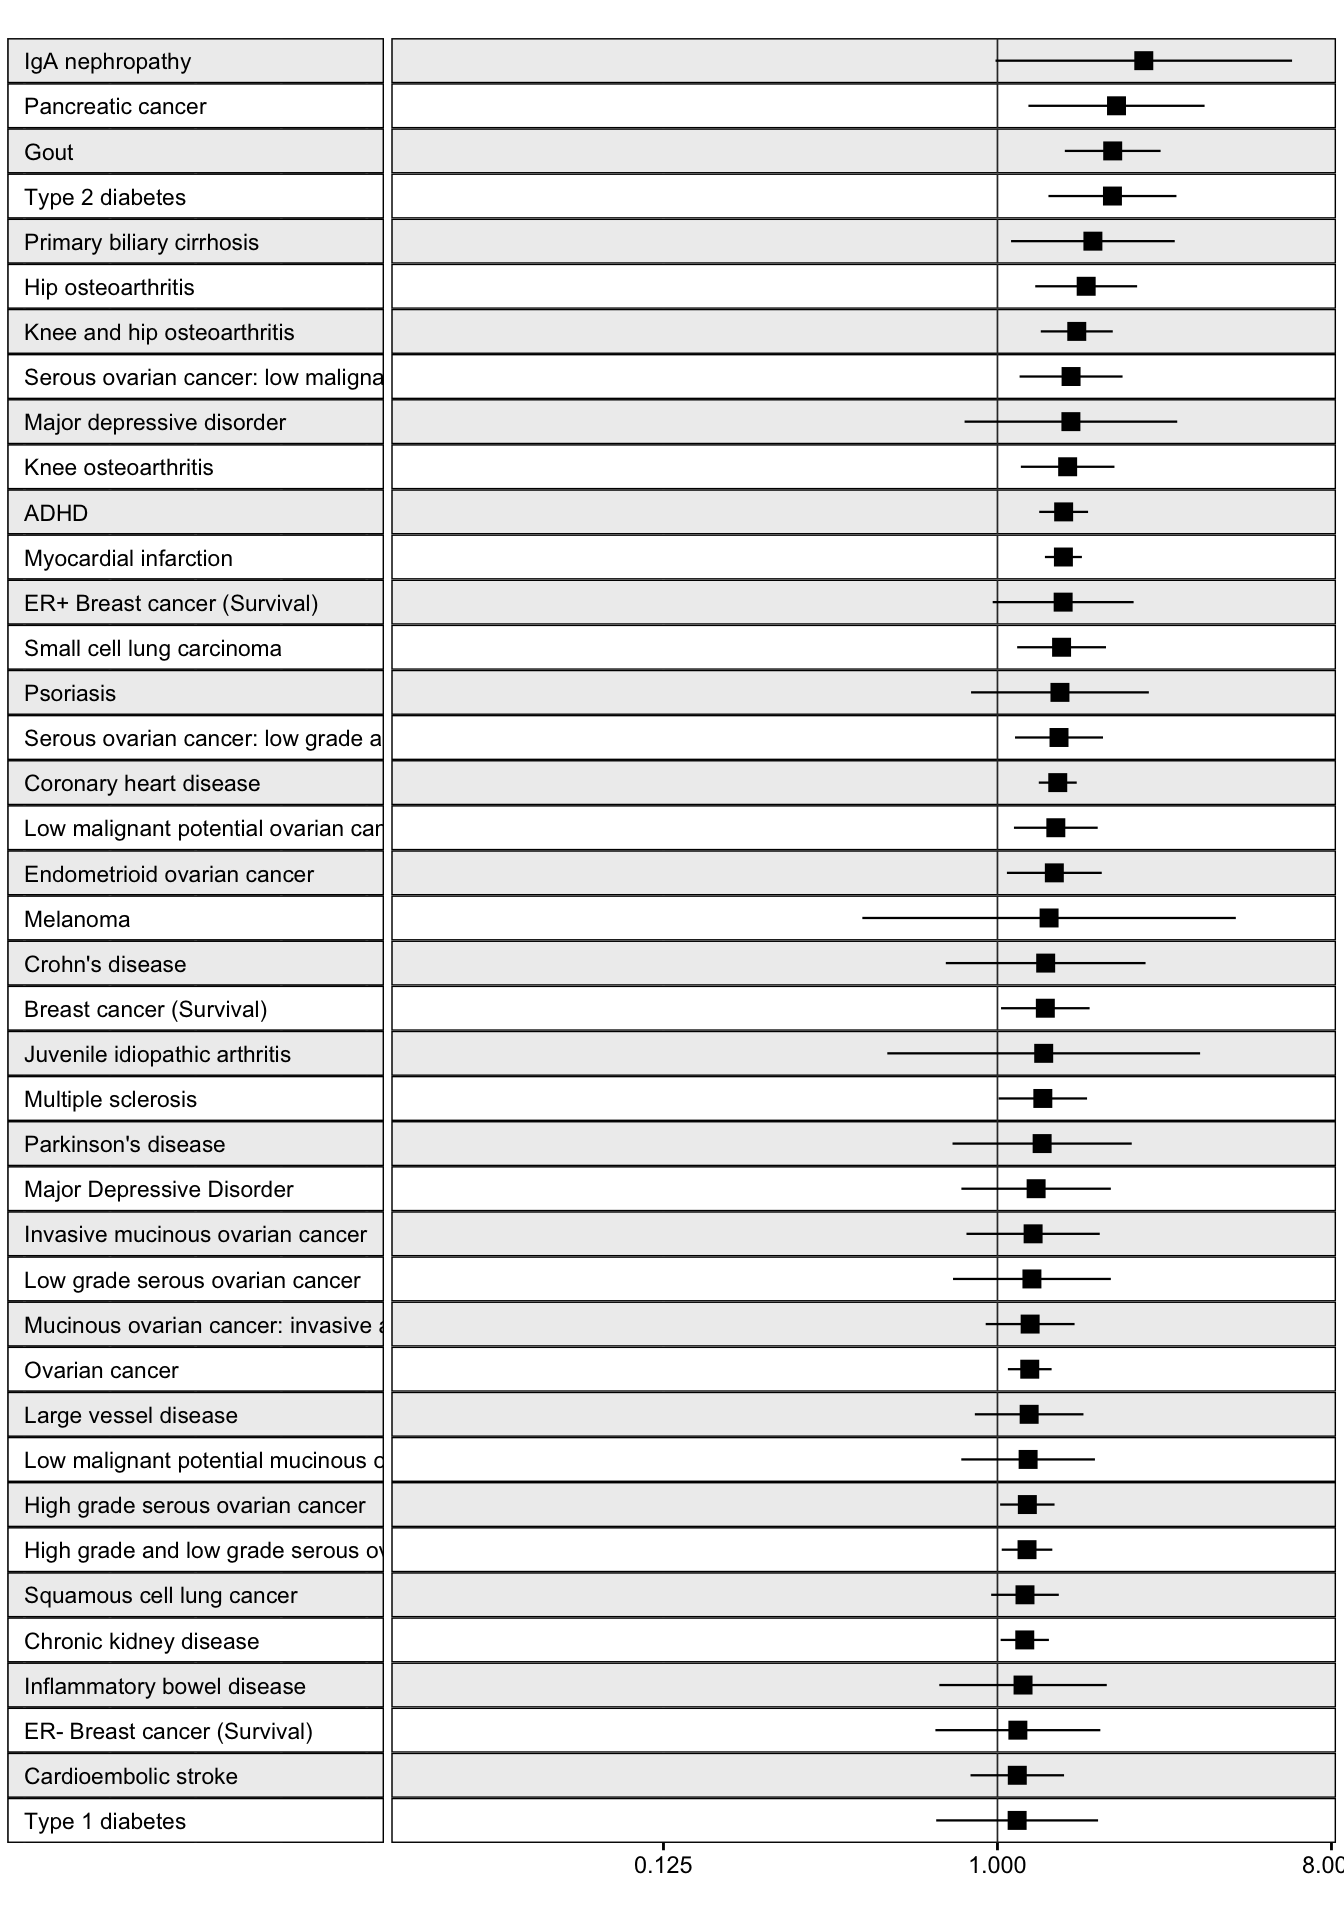 IgA nephropathy
Pancreatic cancer
Gout
Type 2 diabetes
Primary biliary cirrhosis
Hip osteoarthritis
Knee and hip osteoarthritis
Serous ovarian cancer: low maligna
Major depressive disorder
Knee osteoarthritis
ADHD
Myocardial infarction
ER+ Breast cancer (Survival)
Small cell lung carcinoma
Psoriasis
Serous ovarian cancer: low grade a
Coronary heart disease
Low malignant potential ovarian can
Endometrioid ovarian cancer
Melanoma
Crohn's disease
Breast cancer (Survival)
Juvenile idiopathic arthritis
Multiple sclerosis
Parkinson's disease
Major Depressive Disorder
Invasive mucinous ovarian cancer
Low grade serous ovarian cancer
Mucinous ovarian cancer: invasive a
Ovarian cancer
Large vessel disease
Low malignant potential mucinous o
High grade serous ovarian cancer
High grade and low grade serous ov
Squamous cell lung cancer
Chronic kidney disease
Inflammatory bowel disease
ER- Breast cancer (Survival)
Cardioembolic stroke
Type 1 diabetes
0.125 1.000 8.00